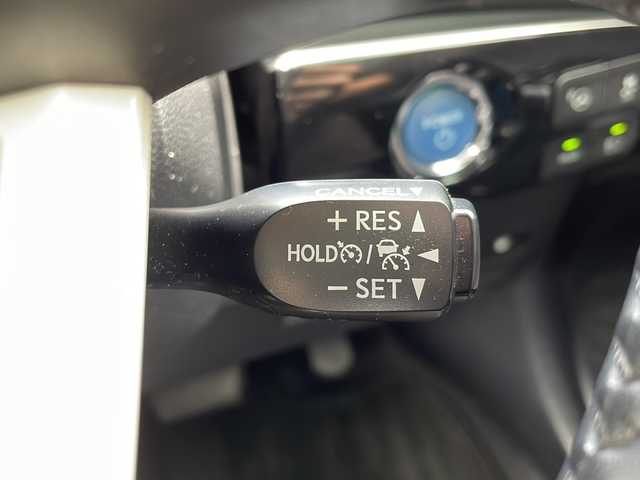 CANCEL▼
+ RES ▲
HOLD / ◀
− SET ▼